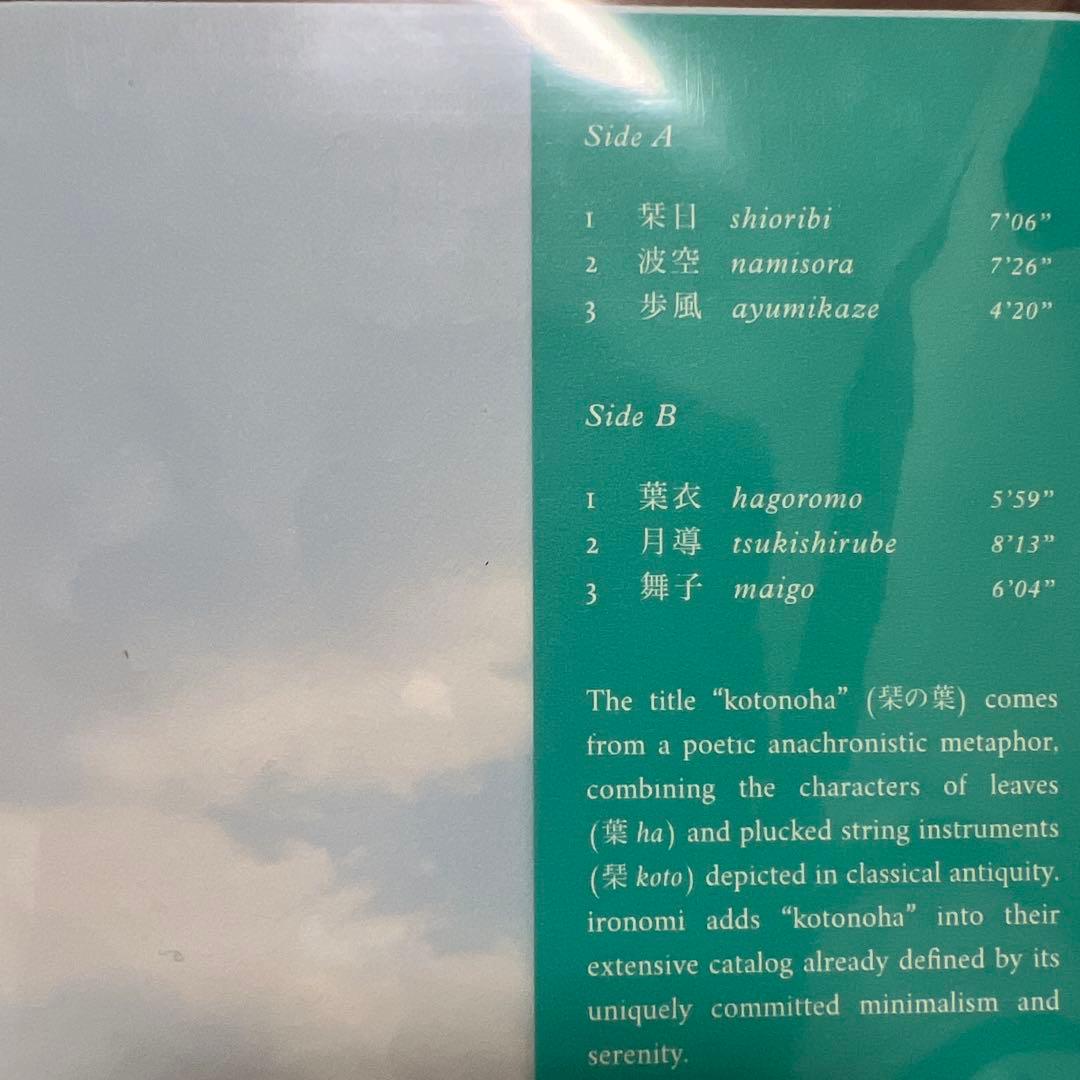 Side A
1 栞日 shioribi 7’06”
2 波空 namisora 7’26”
3 歩風 ayumikaze 4’20”
Side B
1 葉衣 hagoromo 5’59”
2 月導 tsukishirube 8’13”
3 舞子 maigo 6’04”
The title “kotonoha” (琹の葉) comes
from a poetic anachronistic metaphor,
combining the characters of leaves
(葉 ha) and plucked string instruments
(琹 koto) depicted in classical antiquity.
ironomi adds “kotonoha” into their
extensive catalog already defined by its
uniquely committed minimalism and
serenity.